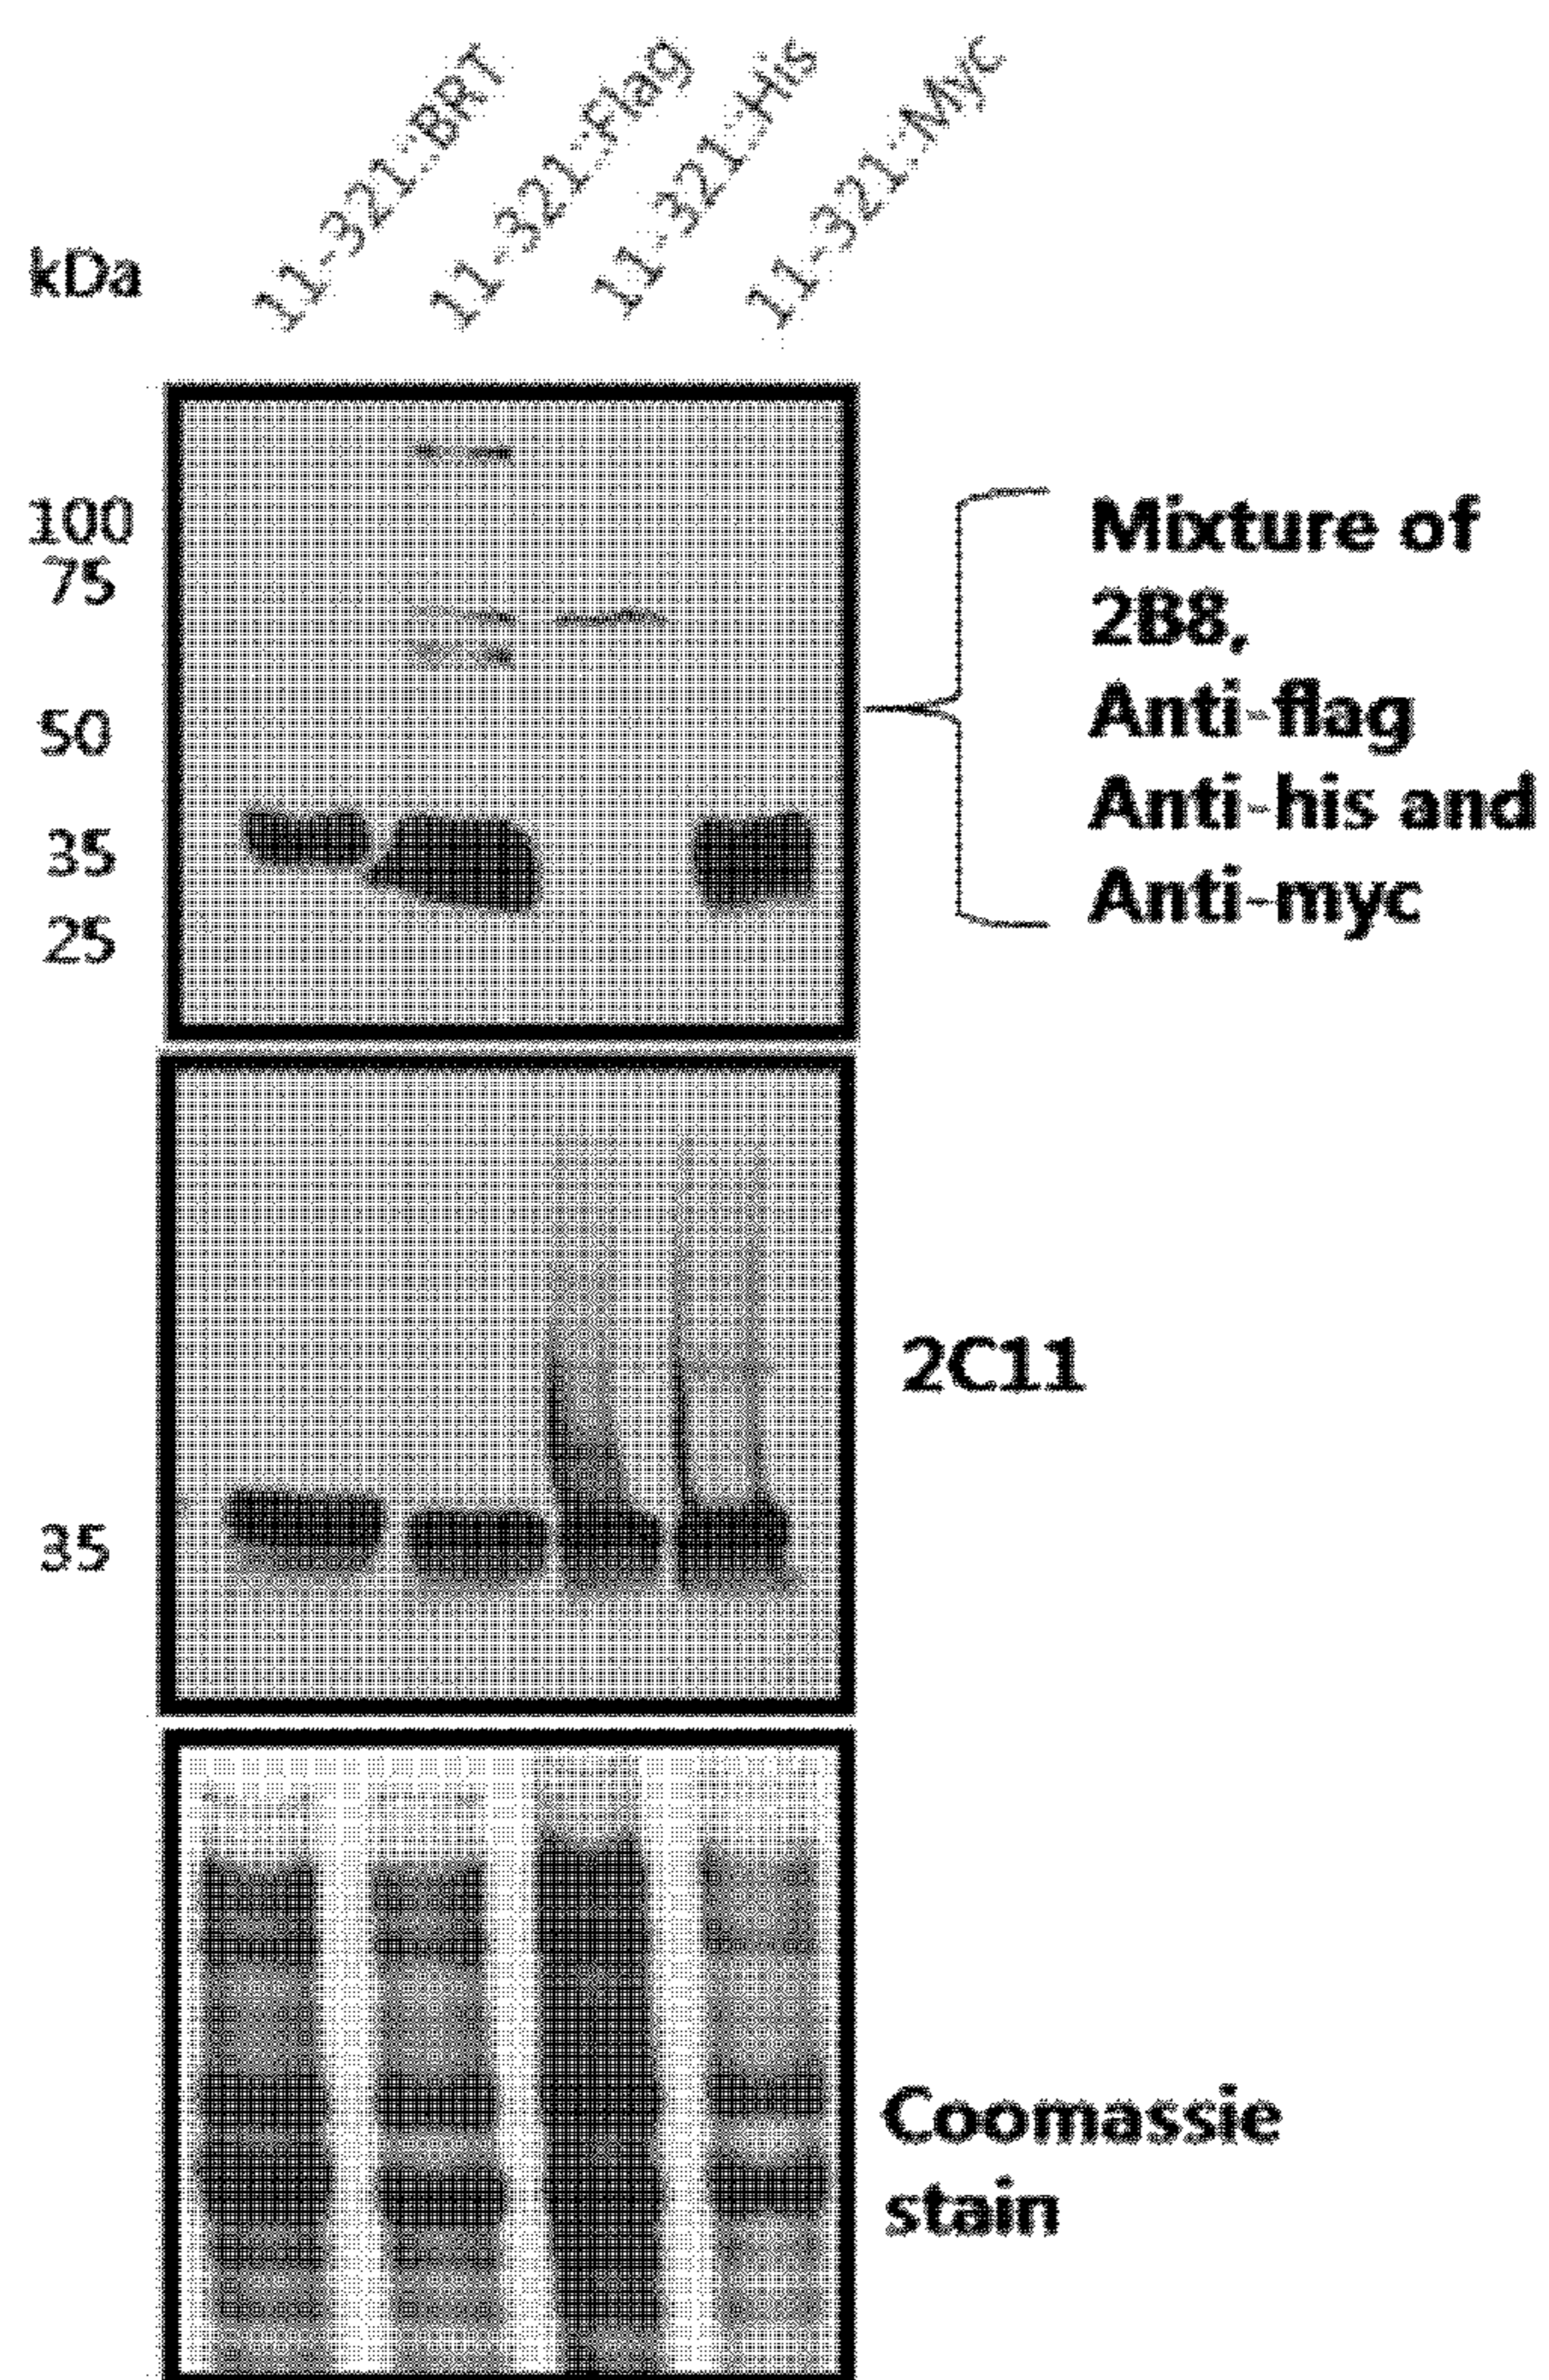 11-321::BRT
11-321::Flag
11-321::His
11-321::Myc
kDa
100
75
50
35
25
Mixture of
2B8,
Anti-flag
Anti-his and
Anti-myc
2C11
35
Coomassie
stain